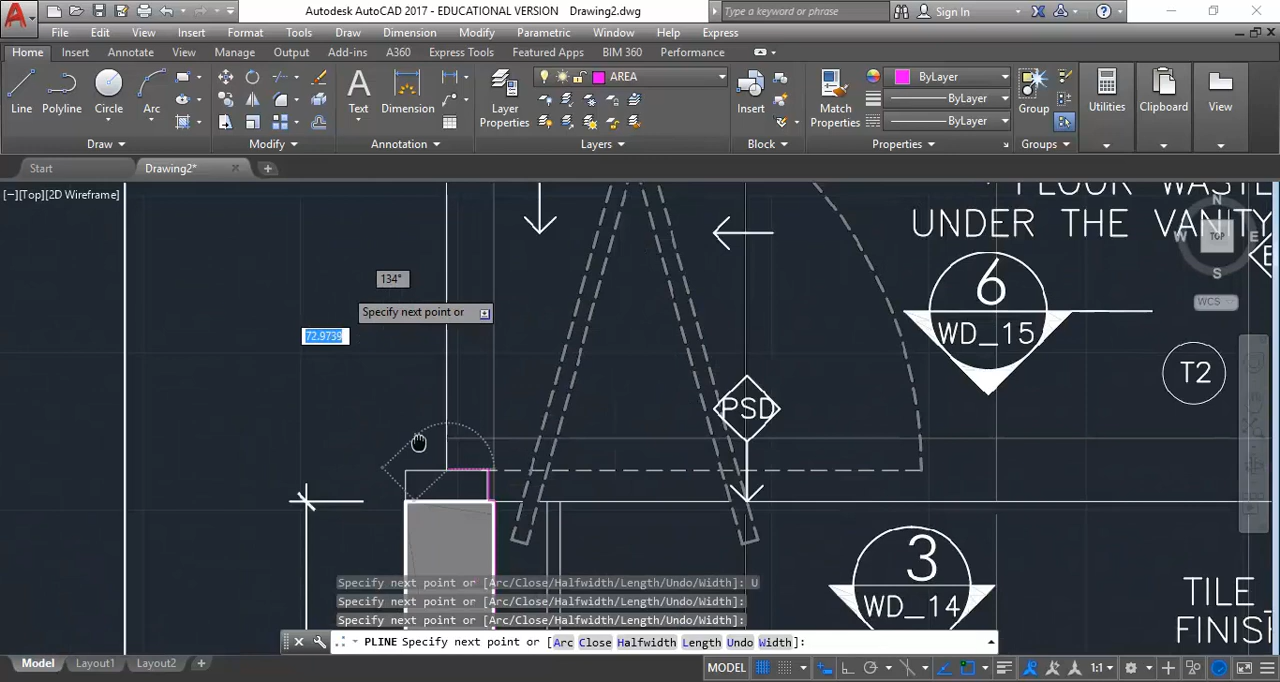 Autodesk AutoCAD 2017 - EDUCATIONAL VERSION Drawing2.dwg
Type a keyword or phrase
Sign In
File Edit View Insert Format Tools Draw Dimension Modify Parametric Window Help Express
Home Insert Annotate View Manage Output Add-ins A360 Express Tools Featured Apps BIM 360 Performance
AREA
ByLayer
ByLayer
ByLayer
Line Polyline Circle Arc
Text Dimension
Layer Properties
Insert
Match Properties
Group
Utilities
Clipboard
View
Draw Modify Annotation Layers Block Properties Groups
Start Drawing2*
[−][Top][2D Wireframe]
FLOOR WASTE
UNDER THE VANITY
N
W TOP E
S
WCS
134°
Specify next point or
72.9739
6
WD_15
T2
PSD
3
WD_14
TILE
FINIS
Specify next point or [Arc/Close/Halfwidth/Length/Undo/Width]: U
Specify next point or [Arc/Close/Halfwidth/Length/Undo/Width]:
Specify next point or [Arc/Close/Halfwidth/Length/Undo/Width]:
PLINE Specify next point or [Arc Close Halfwidth Length Undo Width]:
Model Layout1 Layout2
MODEL
1:1